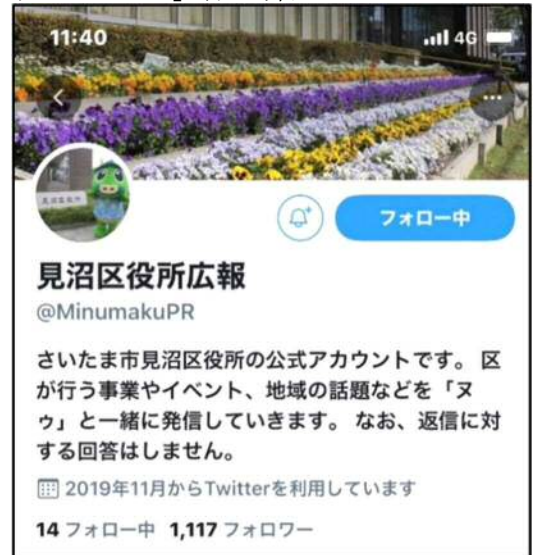 11:40
4G
フォロー中
見沼区役所広報
@MinumakuPR
さいたま市見沼区役所の公式アカウントです。 区
が行う事業やイベント、地域の話題などを「ヌ
ゥ」と一緒に発信していきます。 なお、返信に対
する回答はしません。
2019年11月からTwitterを利用しています
14 フォロー中 1,117 フォロワー